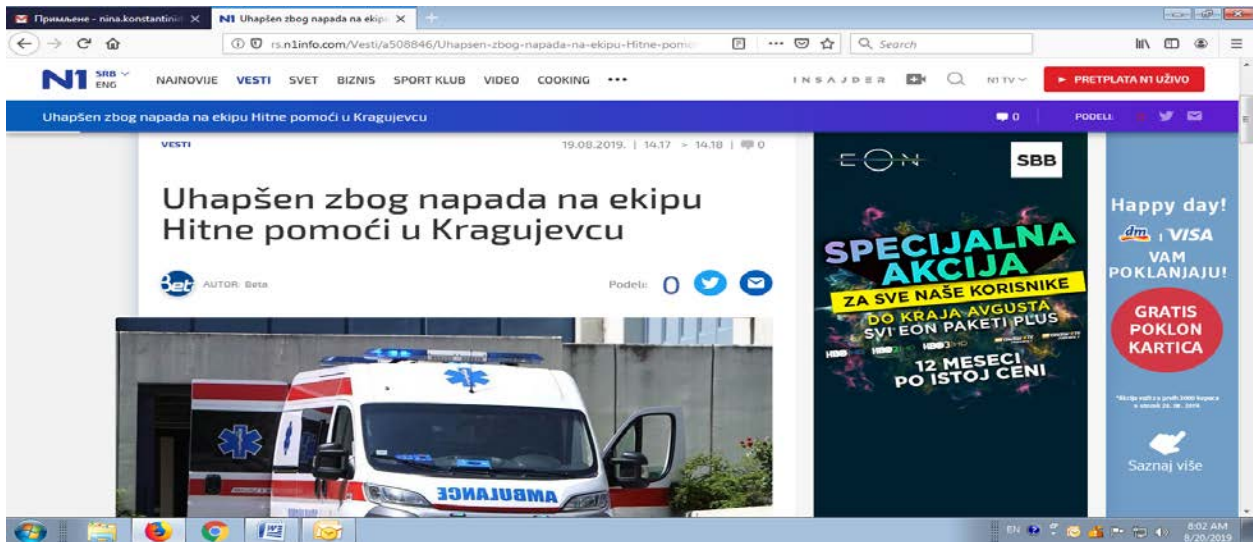 Примљене - nina.konstantini
N1 Uhapšen zbog napada na ekip
rs.n1info.com/Vesti/a508846/Uhapsen-zbog-napada-na-ekipu-Hitne-pomo
Search
N1 SRB ENG
NAJNOVIJE VESTI SVET BIZNIS SPORT KLUB VIDEO COOKING
INSAJDER
N1 TV
PRETPLATA N1 UŽIVO
Uhapšen zbog napada na ekipu Hitne pomoći u Kragujevcu
0
PODELI:
VESTI
19.08.2019. | 14.17 > 14.18 | 0
Uhapšen zbog napada na ekipu
Hitne pomoći u Kragujevcu
Bet
AUTOR: Beta
Podeli: 0
AMBULANCE
EON
SBB
SPECIJALNA
AKCIJA
ZA SVE NAŠE KORISNIKE
DO KRAJA AVGUSTA
SVI EON PAKETI PLUS
12 MESECI
PO ISTOJ CENI
Happy day!
dm i VISA
VAM
POKLANJAJU!
GRATIS
POKLON
KARTICA
Saznaj više
EN
8:02 AM
8/20/2019